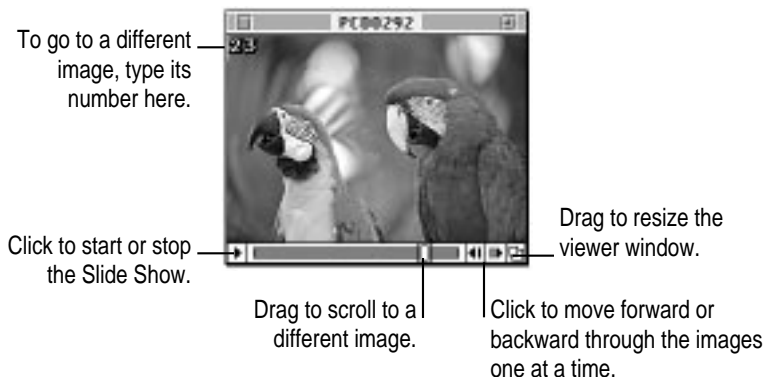 PC00292
To go to a different
image, type its
number here.
23
Click to start or stop
the Slide Show.
Drag to resize the
viewer window.
Drag to scroll to a
different image.
Click to move forward or
backward through the images
one at a time.